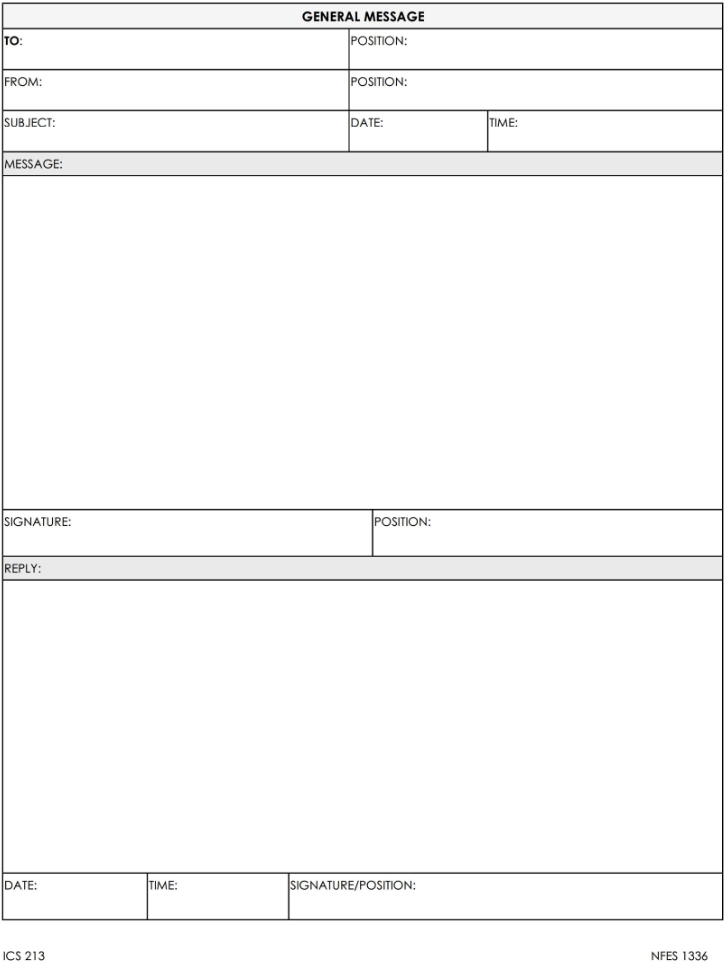 GENERAL MESSAGE
TO: POSITION:
FROM: POSITION:
SUBJECT: DATE: TIME:
MESSAGE:
SIGNATURE: POSITION:
REPLY:
DATE: TIME: SIGNATURE/POSITION:
ICS 213 NFES 1336